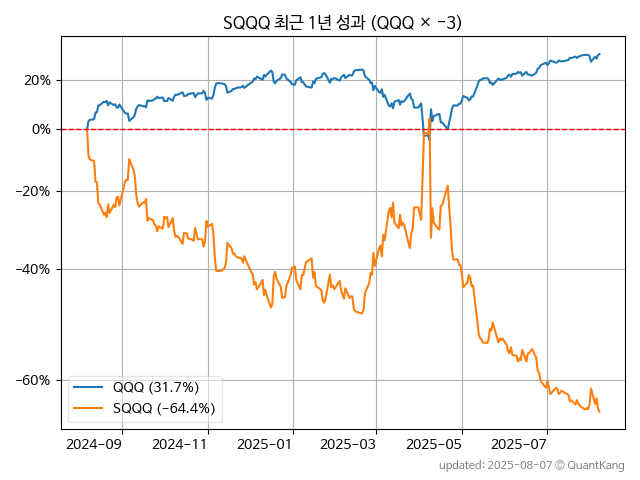 SQQQ 최근 1년 성과 (QQQ × −3)
20%
0%
−20%
−40%
−60%
QQQ (31.7%)
SQQQ (−64.4%)
2024-09 2024-11 2025-01 2025-03 2025-05 2025-07
updated: 2025-08-07 © QuantKang